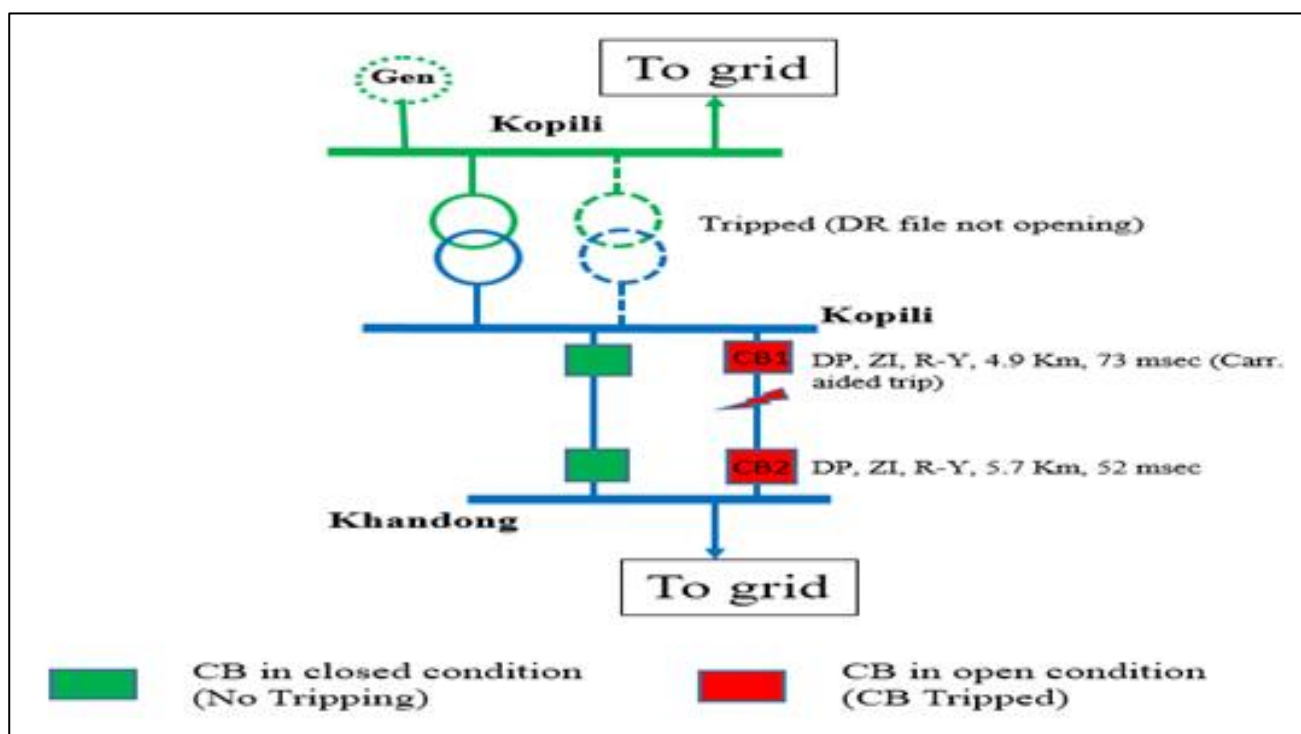 Gen
To grid
Kopili
Tripped (DR file not opening)
Kopili
CB1
DP, ZI, R-Y, 4.9 Km, 73 msec (Carr.
aided trip)
CB2
DP, ZI, R-Y, 5.7 Km, 52 msec
Khandong
To grid
CB in closed condition
(No Tripping)
CB in open condition
(CB Tripped)